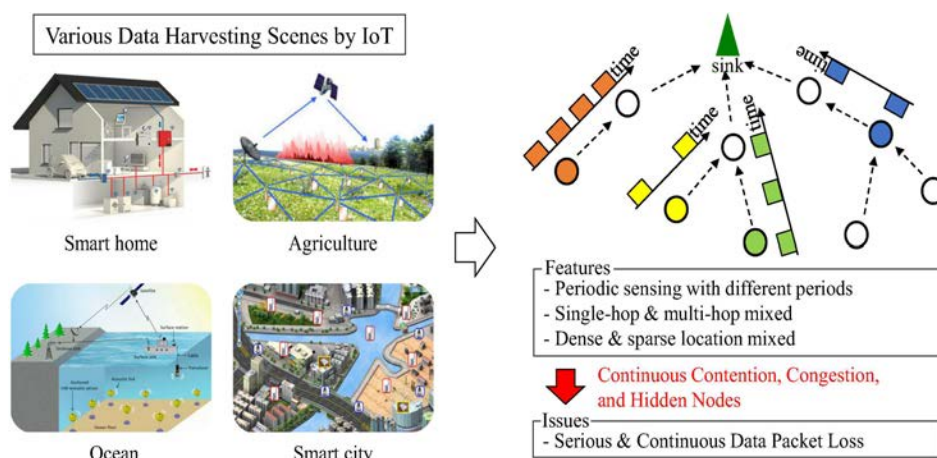 Various Data Harvesting Scenes by IoT
Smart home
Agriculture
Ocean
Smart city
sink
time
time
time
time
Features
- Periodic sensing with different periods
- Single-hop & multi-hop mixed
- Dense & sparse location mixed
Continuous Contention, Congestion,
and Hidden Nodes
Issues
- Serious & Continuous Data Packet Loss